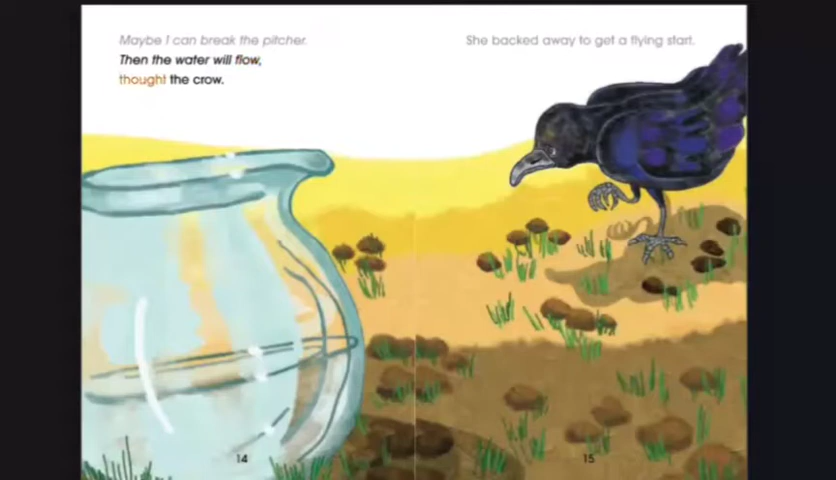 Maybe I can break the pitcher.
Then the water will flow,
thought the crow.
She backed away to get a flying start.
14
15